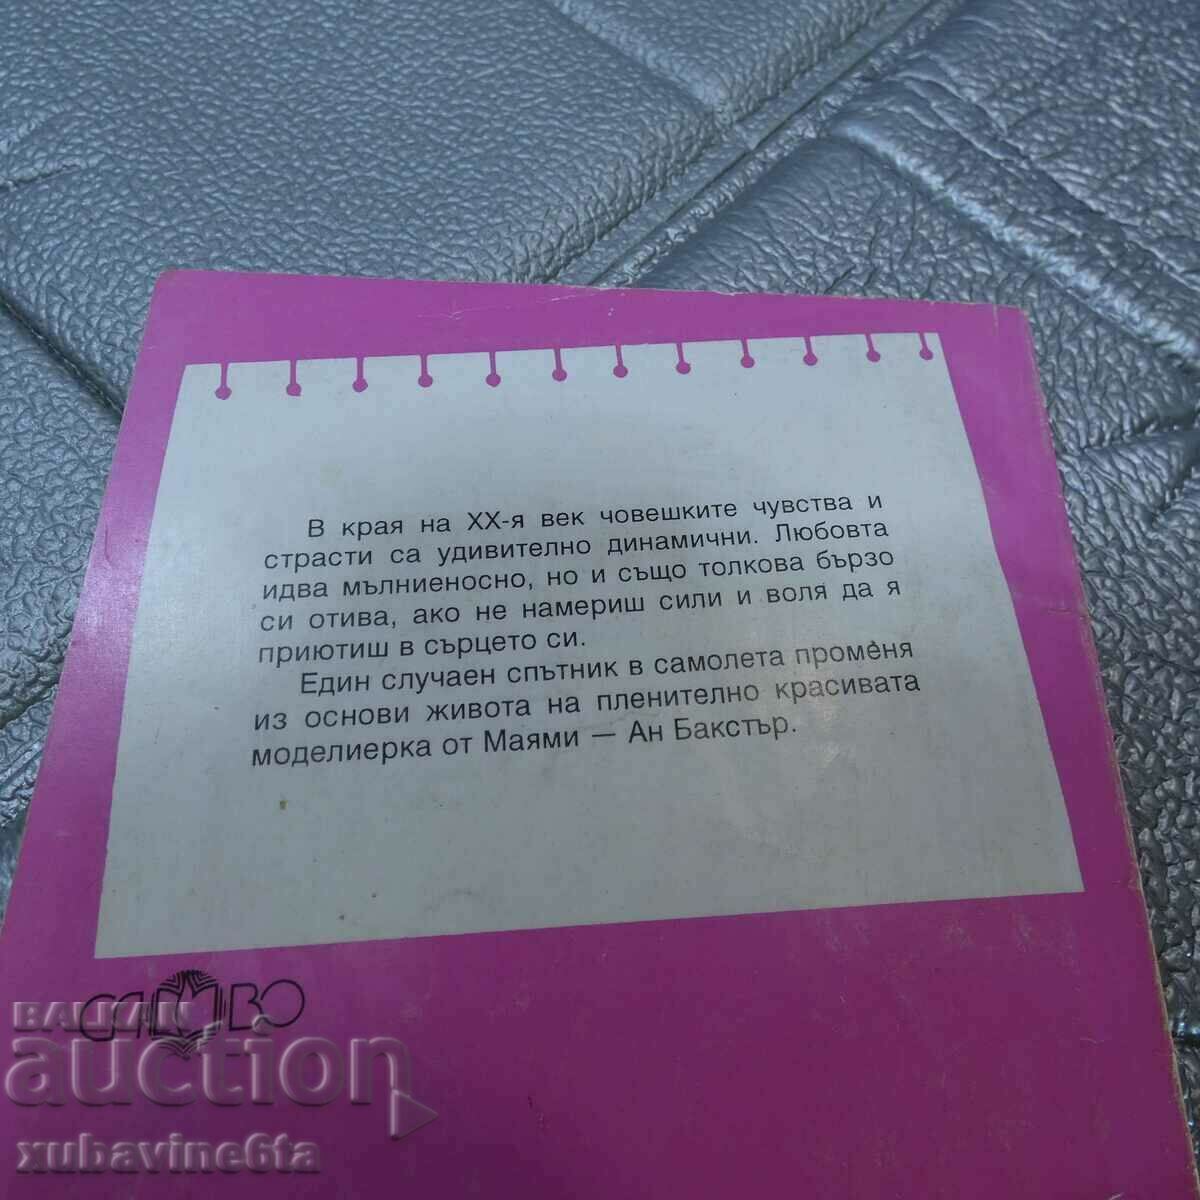 В края на ХХ-я век човешките чувства и
страсти са удивително динамични. Любовта
идва мълниеносно, но и също толкова бързо
си отива, ако не намериш сили и воля да я
приютиш в сърцето си.
Един случаен спътник в самолета променя
из основи живота на пленително красивата
моделиерка от Маями — Ан Бакстър.
СЛОВО
BALKAN
auction
xubavine6ta